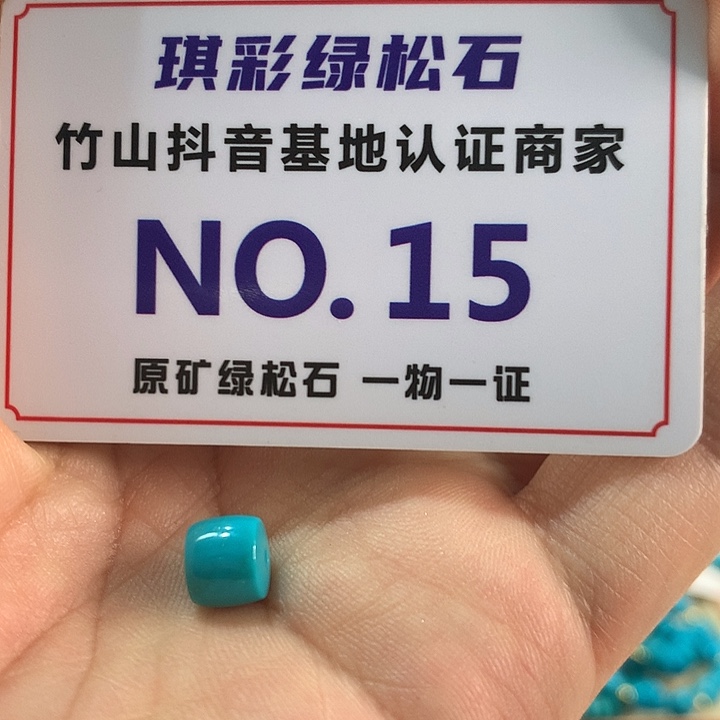 琪彩绿松石
竹山抖音基地认证商家
NO.15
原矿绿松石 一物一证